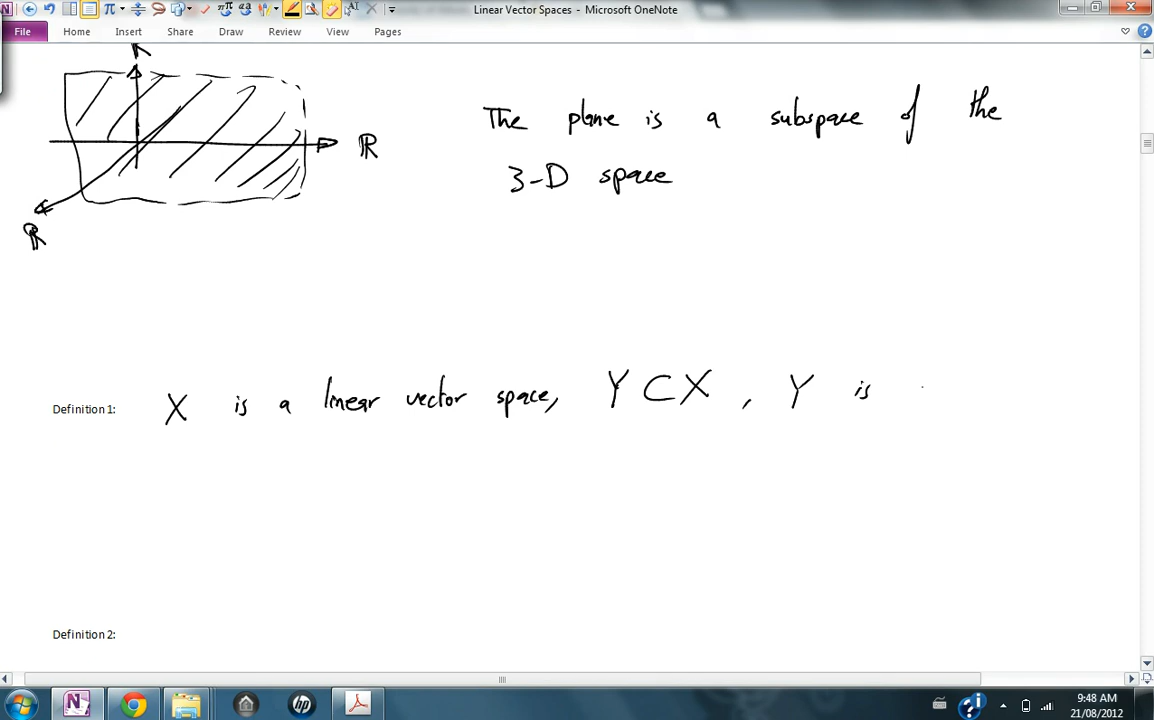 Linear Vector Spaces - Microsoft OneNote
File Home Insert Share Draw Review View Pages
ℝ
ℝ
The plane is a subspace of the
3-D space
Definition 1: X is a linear vector space, Y ⊂ X, Y is
Definition 2:
9:48 AM
21/08/2012